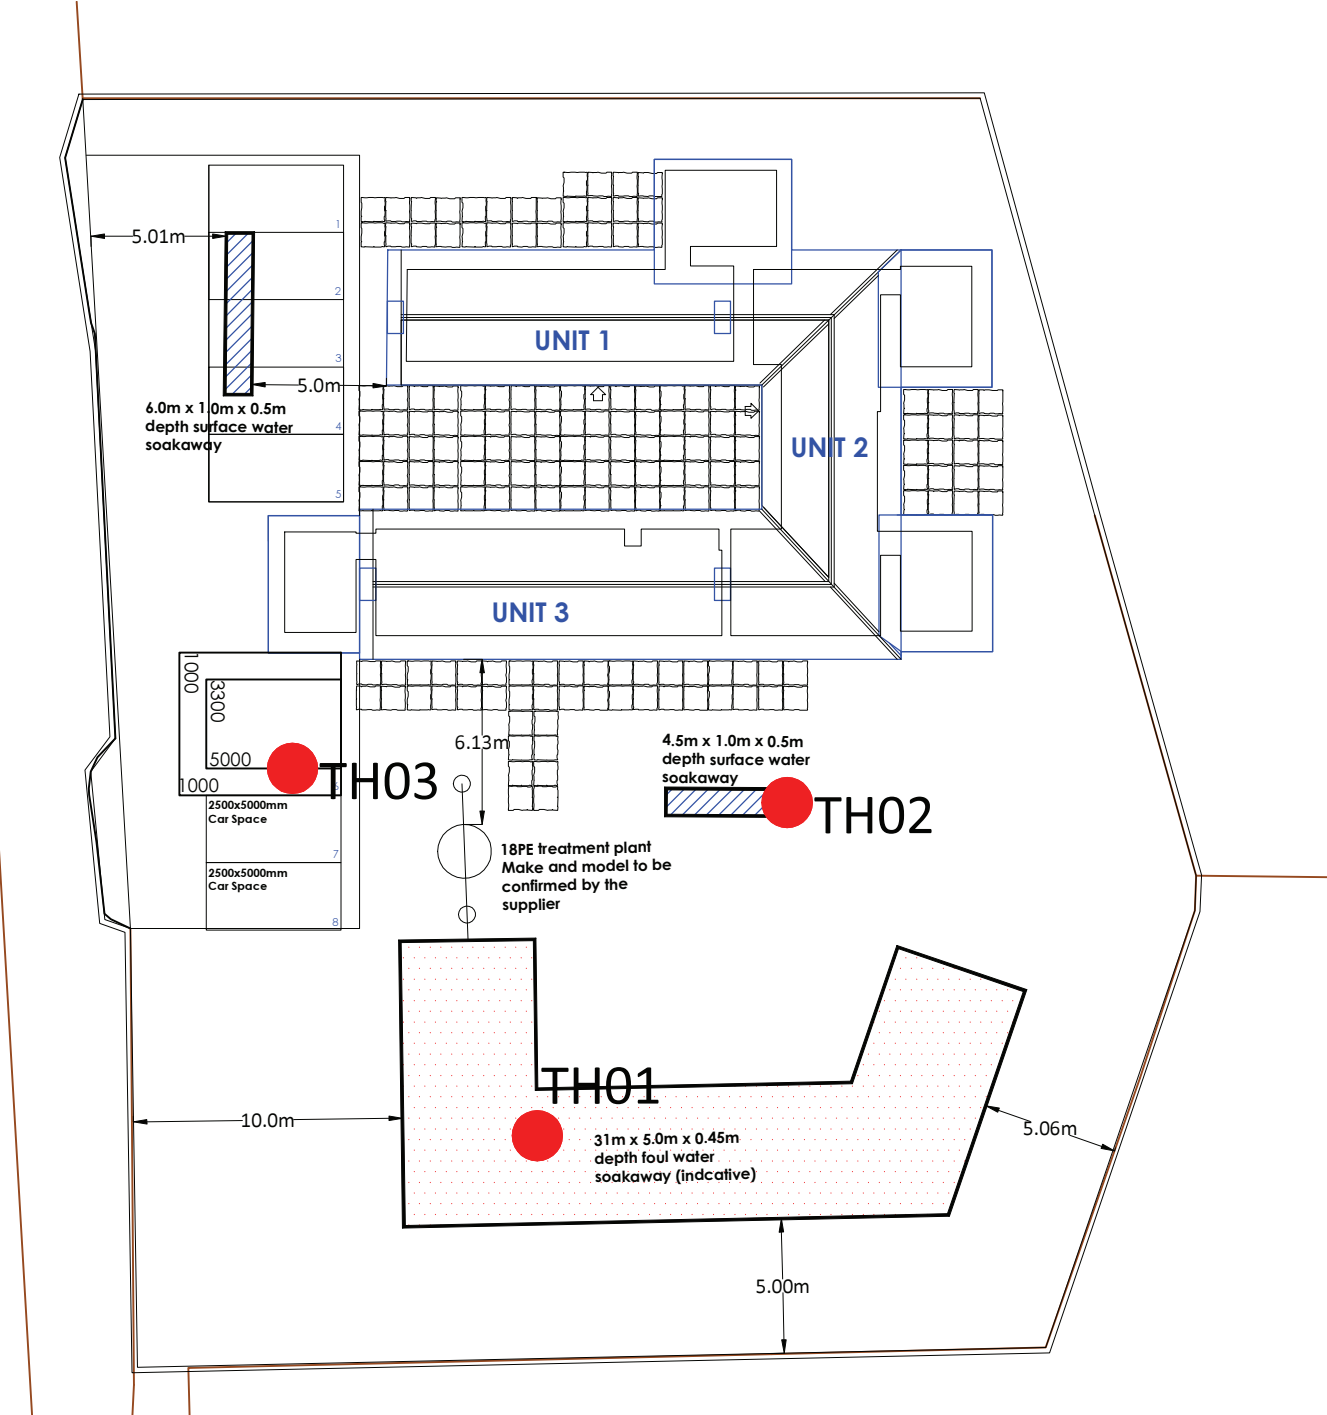 1
5.01m
2
UNIT 1
3
5.0m
6.0m x 1.0m x 0.5m
depth surface water
soakaway
4
UNIT 2
5
UNIT 3
1000
3300
5000
1000
TH03
6.13m
4.5m x 1.0m x 0.5m
depth surface water
soakaway
TH02
2500x5000mm
Car Space
7
18PE treatment plant
Make and model to be
confirmed by the
supplier
2500x5000mm
Car Space
8
TH01
10.0m
31m x 5.0m x 0.45m
depth foul water
soakaway (indcative)
5.06m
5.00m